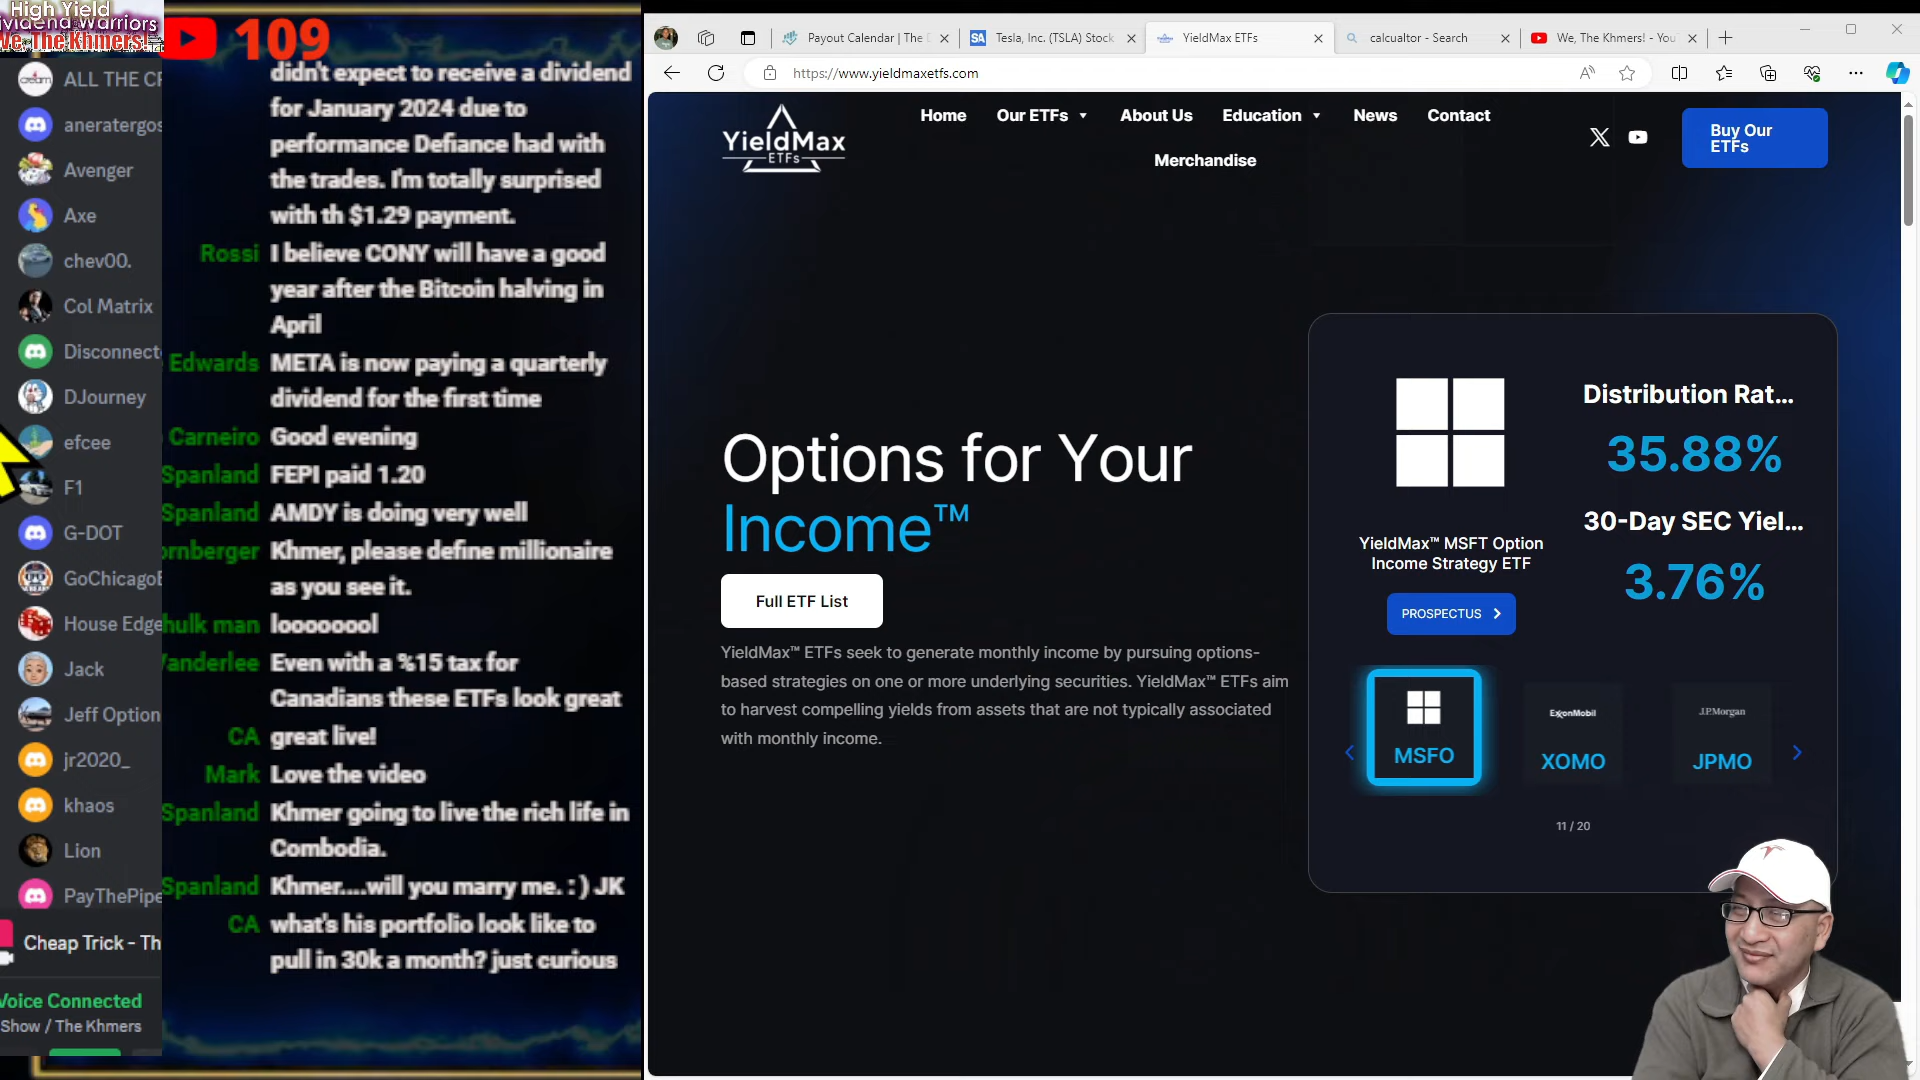 High Yield
Dividend Warriors
We, The Khmers!
109
ALL THE CR
aneratergos
Avenger
Axe
chev00.
Col Matrix
Disconnect
DJourney
efcee
F1
G-DOT
GoChicagoB
House Edge
Jack
Jeff Option
jr2020_
khaos
Lion
PayThePipe
Cheap Trick - Th
Voice Connected
Show / The Khmers
didn't expect to receive a dividend
for January 2024 due to
performance Defiance had with
the trades. I'm totally surprised
with th $1.29 payment.
Rossi I believe CONY will have a good
year after the Bitcoin halving in
April
Edwards META is now paying a quarterly
dividend for the first time
Carneiro Good evening
Spanland FEPI paid 1.20
Spanland AMDY is doing very well
ornberger Khmer, please define millionaire
as you see it.
hulk man loooooool
Vanderlee Even with a %15 tax for
Canadians these ETFs look great
CA great live!
Mark Love the video
Spanland Khmer going to live the rich life in
Combodia.
Spanland Khmer....will you marry me. : ) JK
CA what's his portfolio look like to
pull in 30k a month? just curious
Payout Calendar | The
Tesla, Inc. (TSLA) Stock
YieldMax ETFs
calcualtor - Search
We, The Khmers! - You
https://www.yieldmaxetfs.com
YieldMax
ETFs
Home
Our ETFs
About Us
Education
News
Contact
Merchandise
Buy Our
ETFs
Options for Your
Income™
Full ETF List
YieldMax™ ETFs seek to generate monthly income by pursuing options-
based strategies on one or more underlying securities. YieldMax™ ETFs aim
to harvest compelling yields from assets that are not typically associated
with monthly income.
Distribution Rat...
35.88%
30-Day SEC Yiel...
3.76%
YieldMax™ MSFT Option
Income Strategy ETF
PROSPECTUS
MSFO
ExxonMobil
XOMO
J.P.Morgan
JPMO
11 / 20